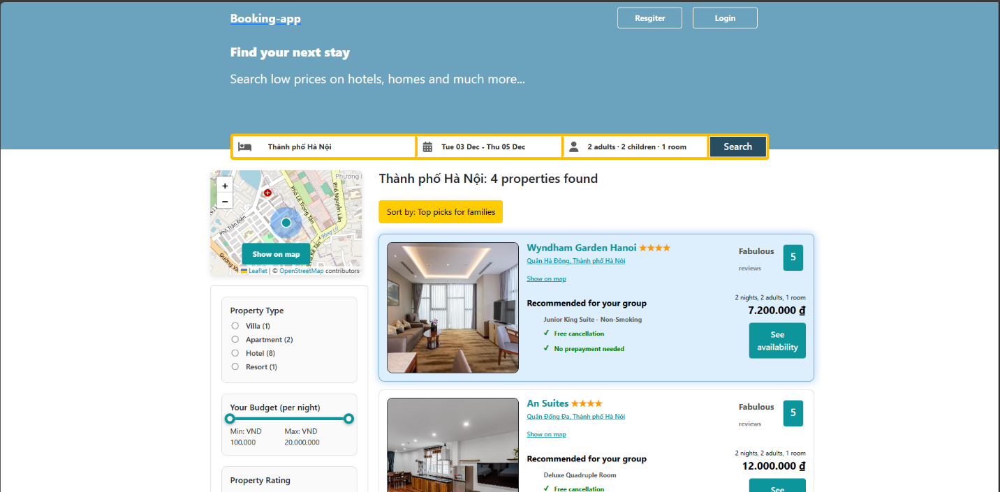 Booking-app
Resgiter
Login
Find your next stay
Search low prices on hotels, homes and much more...
Thành phố Hà Nội
Tue 03 Dec - Thu 05 Dec
2 adults · 2 children · 1 room
Search
+
−
Phố Lê Trọng Tấn
Phố Nguyễn Lân
Phố Trần Điền
Show on map
Leaflet | © OpenStreetMap contributors
Property Type
Villa (1)
Apartment (2)
Hotel (8)
Resort (1)
Your Budget (per night)
Min: VND
100,000
Max: VND
20,000,000
Property Rating
Thành phố Hà Nội: 4 properties found
Sort by: Top picks for families
Wyndham Garden Hanoi ★★★★
Quận Hà Đông, Thành phố Hà Nội
Show on map
Fabulous
reviews
5
Recommended for your group
Junior King Suite - Non-Smoking
✓ Free cancellation
✓ No prepayment needed
2 nights, 2 adults, 1 room
7.200.000 ₫
See
availability
An Suites ★★★★
Quận Đống Đa, Thành phố Hà Nội
Show on map
Fabulous
reviews
5
Recommended for your group
Deluxe Quadruple Room
✓ Free cancellation
2 nights, 2 adults, 1 room
12.000.000 ₫
See